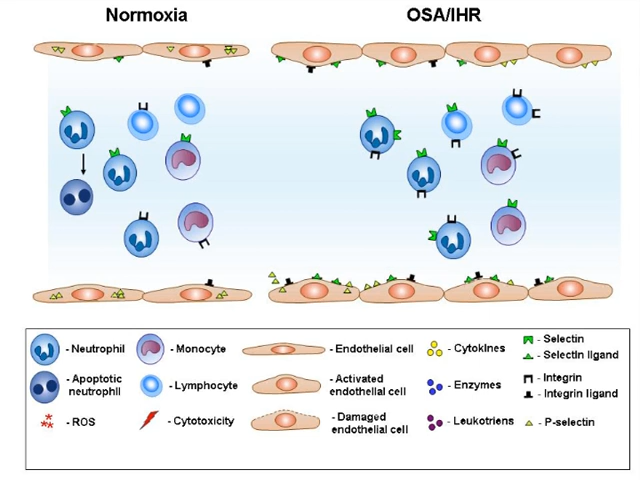 Normoxia
OSA/IHR
- Neutrophil
- Monocyte
- Endothelial cell
- Cytokines
- Selectin
- Selectin ligand
- Apoptotic
neutrophil
- Lymphocyte
- Activated
endothelial cell
- Enzymes
- Integrin
- Integrin ligand
- ROS
- Cytotoxicity
- Damaged
endothelial cell
- Leukotriens
- P-selectin